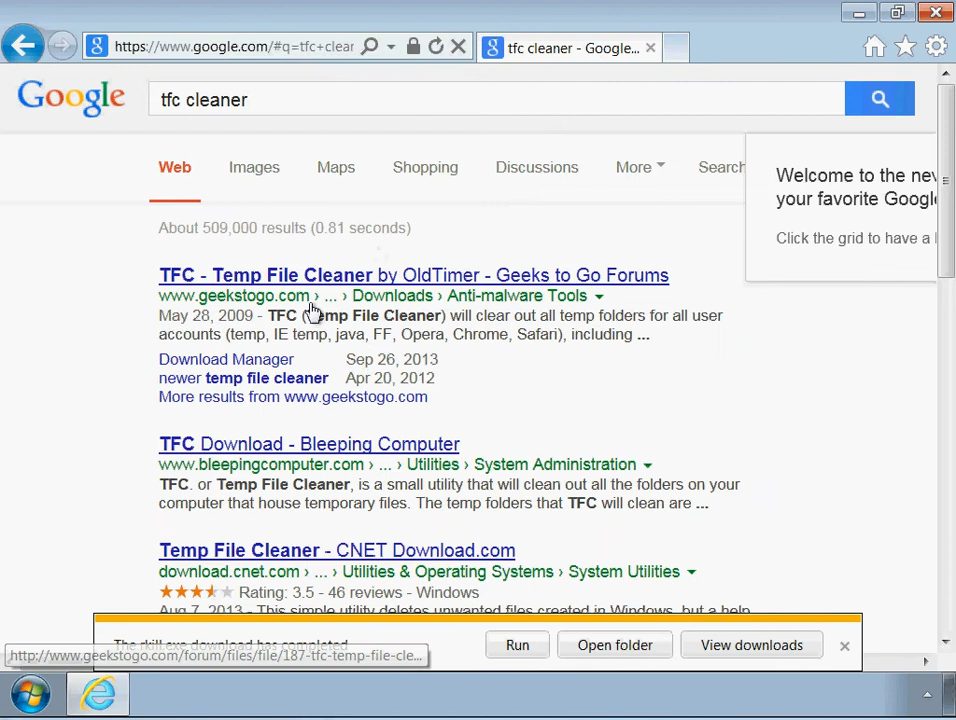 https://www.google.com/#q=tfc+clear
tfc cleaner - Google...
Google
tfc cleaner
Web
Images
Maps
Shopping
Discussions
More
Search
Welcome to the new
your favorite Googl
Click the grid to have a l
About 509,000 results (0.81 seconds)
TFC - Temp File Cleaner by OldTimer - Geeks to Go Forums
www.geekstogo.com › ... › Downloads › Anti-malware Tools
May 28, 2009 - TFC (Temp File Cleaner) will clear out all temp folders for all user
accounts (temp, IE temp, java, FF, Opera, Chrome, Safari), including ...
Download Manager Sep 26, 2013
newer temp file cleaner Apr 20, 2012
More results from www.geekstogo.com
TFC Download - Bleeping Computer
www.bleepingcomputer.com › ... › Utilities › System Administration
TFC. or Temp File Cleaner, is a small utility that will clean out all the folders on your
computer that house temporary files. The temp folders that TFC will clean are ...
Temp File Cleaner - CNET Download.com
download.cnet.com › ... › Utilities & Operating Systems › System Utilities
Rating: 3.5 - 46 reviews - Windows
Aug 7, 2013 - This simple utility deletes unwanted files created in Windows, but a help
The rkill.exe download has completed
Run
Open folder
View downloads
http://www.geekstogo.com/forum/files/file/187-tfc-temp-file-cle...